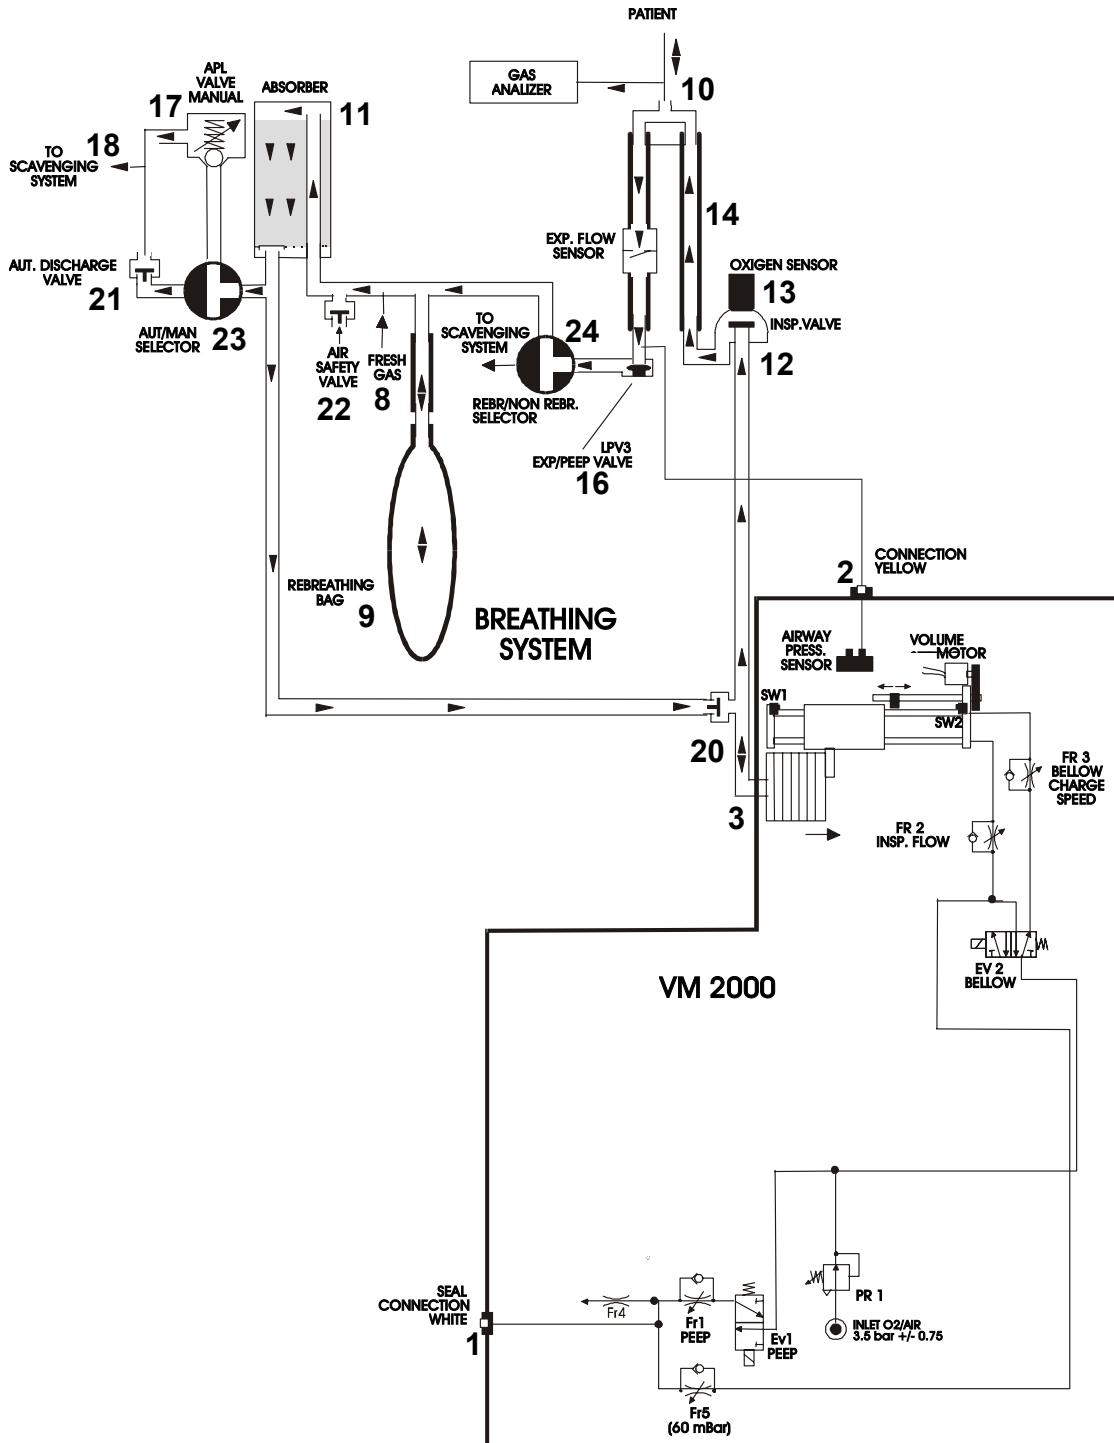 PATIENT
GAS
ANALIZER
10
APL
VALVE
MANUAL
17
ABSORBER
11
18
TO
SCAVENGING
SYSTEM
14
EXP. FLOW
SENSOR
OXIGEN SENSOR
13
AUT. DISCHARGE
VALVE
21
INSP.VALVE
12
AUT/MAN
SELECTOR
23
TO
SCAVENGING
SYSTEM
24
AIR
SAFETY
VALVE
22
FRESH
GAS
8
REBR/NON REBR.
SELECTOR
LPV3
EXP/PEEP VALVE
16
CONNECTION
YELLOW
2
REBREATHING
BAG
9
BREATHING
SYSTEM
AIRWAY
PRESS.
SENSOR
VOLUME
MOTOR
SW1
SW2
20
3
FR 3
BELLOW
CHARGE
SPEED
FR 2
INSP. FLOW
EV 2
BELLOW
VM 2000
SEAL
CONNECTION
WHITE
1
Fr4
Fr1
PEEP
Ev1
PEEP
PR 1
INLET O2/AIR
3.5 bar +/- 0.75
Fr5
(60 mBar)